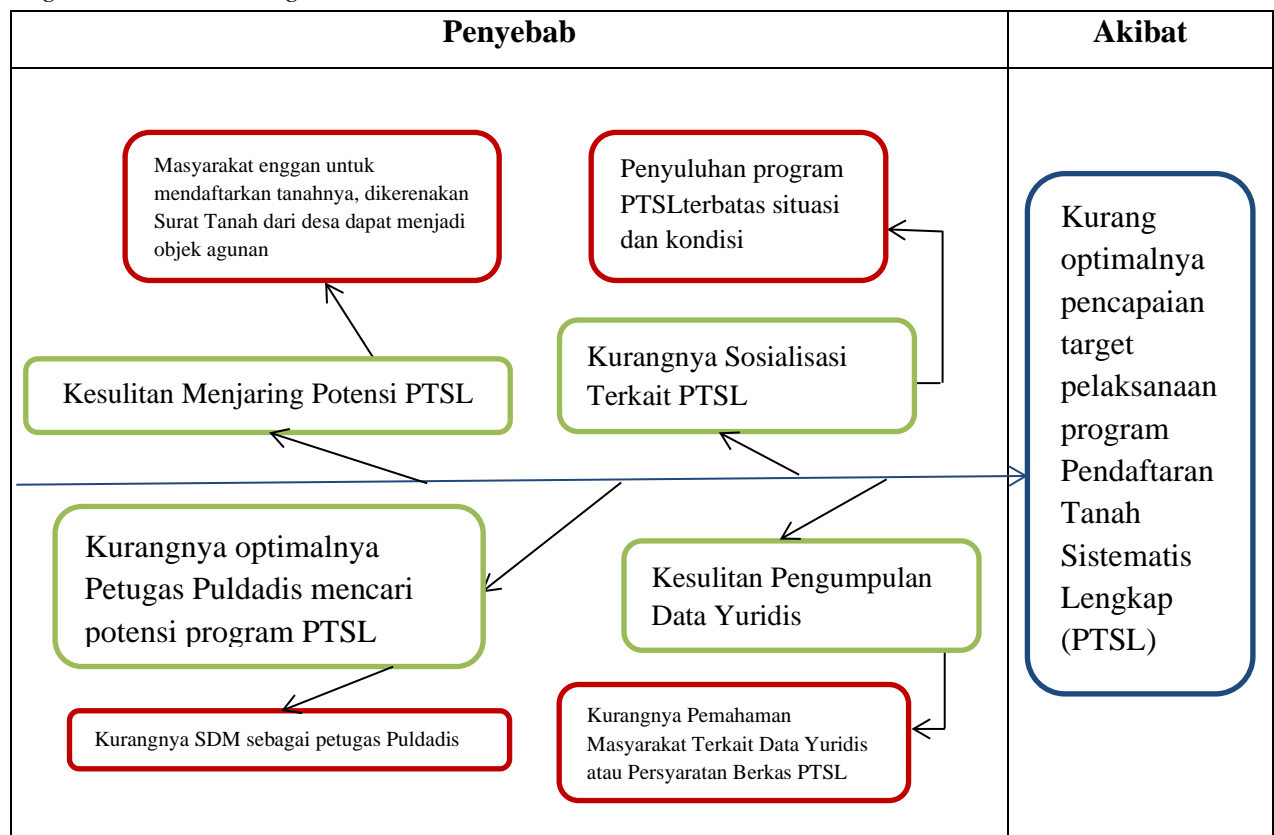 Penyebab
Akibat
Masyarakat enggan untuk
mendaftarkan tanahnya, dikerenakan
Surat Tanah dari desa dapat menjadi
objek agunan
Penyuluhan program
PTSLterbatas situasi
dan kondisi
Kesulitan Menjaring Potensi PTSL
Kurangnya Sosialisasi
Terkait PTSL
Kurangnya optimalnya
Petugas Puldadis mencari
potensi program PTSL
Kesulitan Pengumpulan
Data Yuridis
Kurangnya SDM sebagai petugas Puldadis
Kurangnya Pemahaman
Masyarakat Terkait Data Yuridis
atau Persyaratan Berkas PTSL
Kurang
optimalnya
pencapaian
target
pelaksanaan
program
Pendaftaran
Tanah
Sistematis
Lengkap
(PTSL)